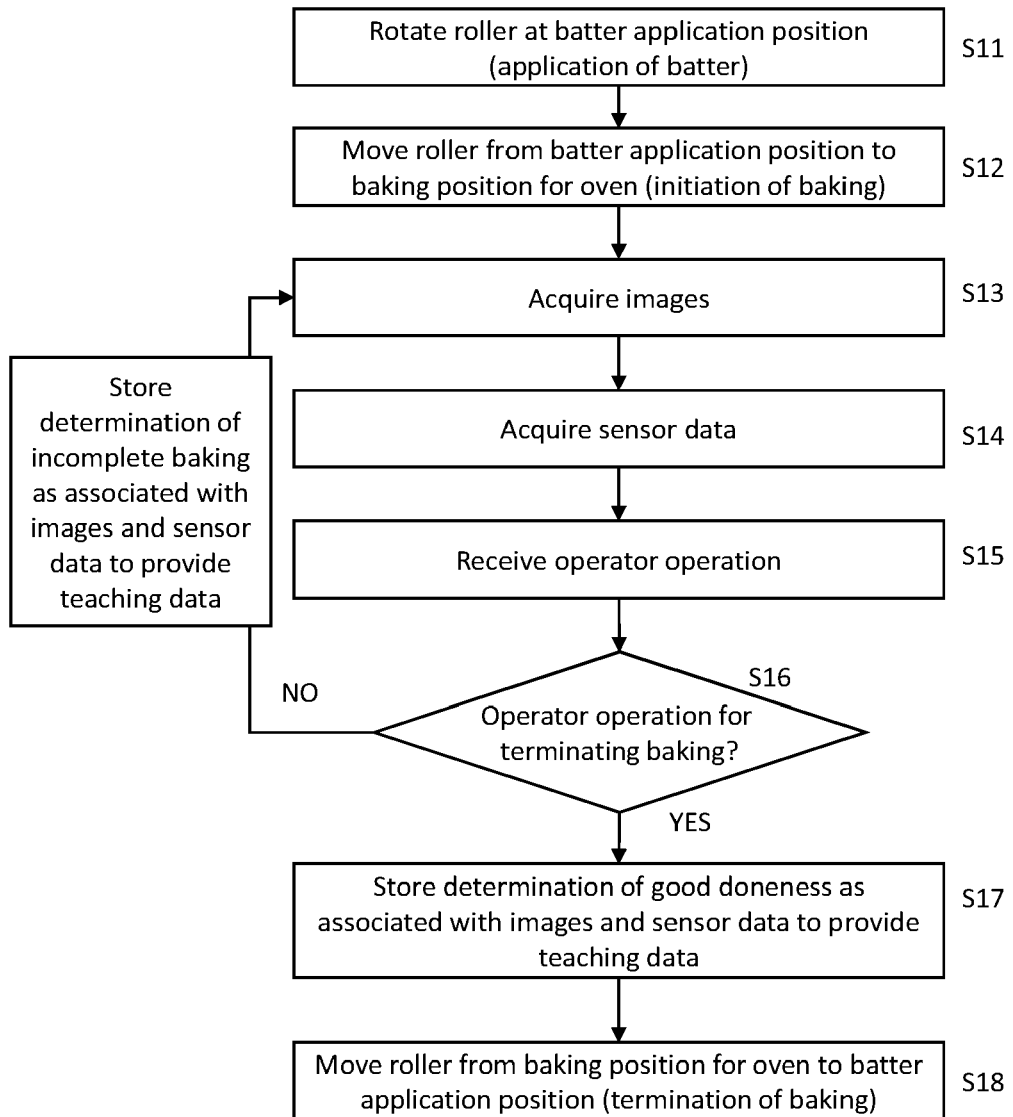 Rotate roller at batter application position
(application of batter)
S11
Move roller from batter application position to
baking position for oven (initiation of baking)
S12
Acquire images
S13
Acquire sensor data
S14
Receive operator operation
S15
Store
determination of
incomplete baking
as associated with
images and sensor
data to provide
teaching data
S16
Operator operation for
terminating baking?
NO
YES
Store determination of good doneness as
associated with images and sensor data to provide
teaching data
S17
Move roller from baking position for oven to batter
application position (termination of baking)
S18